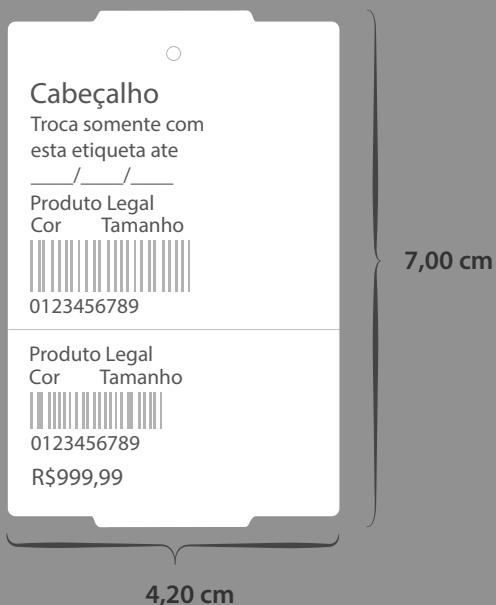 Cabeçalho
Troca somente com
esta etiqueta ate
____/____/____
Produto Legal
Cor Tamanho
0123456789
Produto Legal
Cor Tamanho
0123456789
R$999,99
7,00 cm
4,20 cm